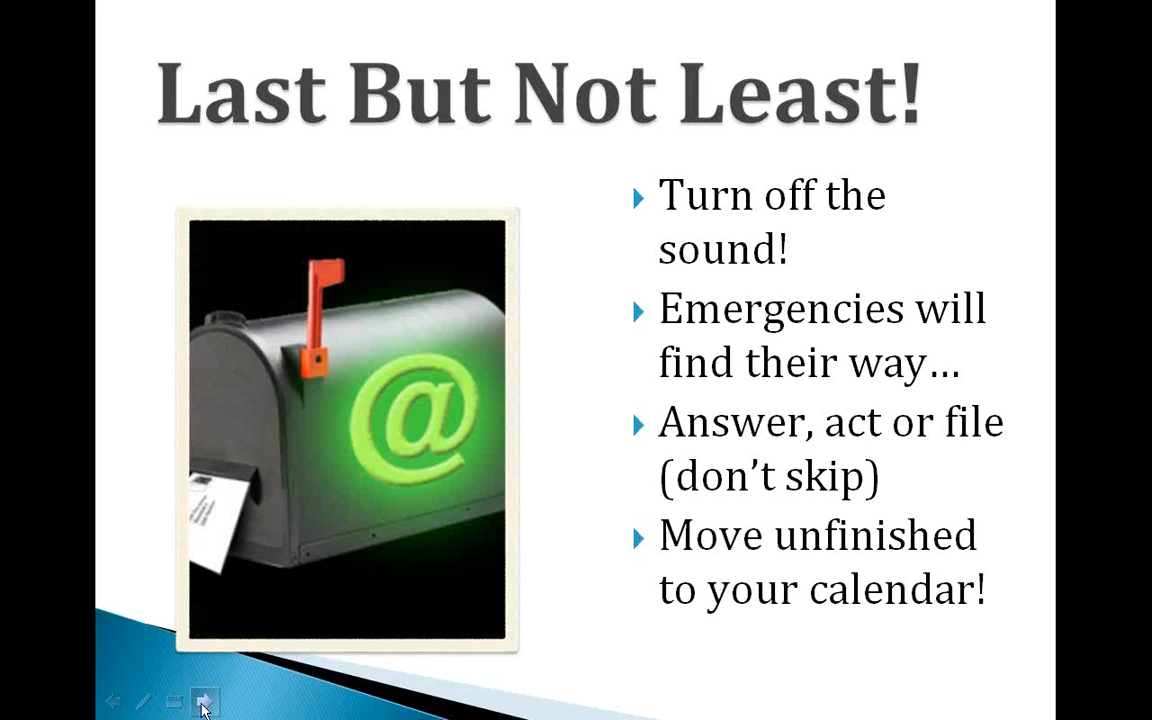 Last But Not Least!
Turn off the
sound!
Emergencies will
find their way…
Answer, act or file
(don’t skip)
Move unfinished
to your calendar!
@